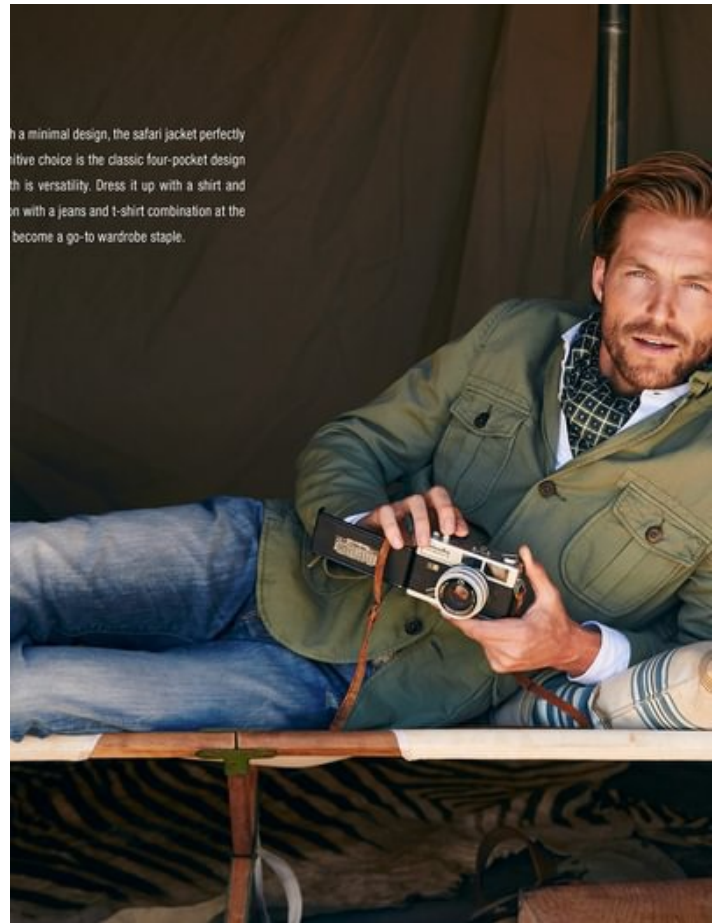 h a minimal design, the safari jacket perfectly
nitive choice is the classic four-pocket design
th is versatility. Dress it up with a shirt and
on with a jeans and t-shirt combination at the
become a go-to wardrobe staple.